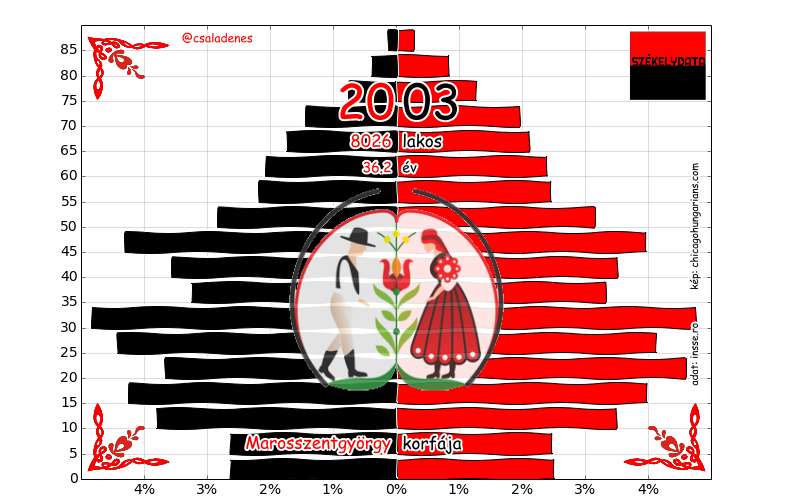 @csaladenes
SZÉKELYDATA
2003
8026 lakos
36.2 év
kép: chicagohungarians.com
adat: insse.ro
Marosszentgyörgy korfája
85
80
75
70
65
60
55
50
45
40
35
30
25
20
15
10
5
0
4% 3% 2% 1% 0% 1% 2% 3% 4%